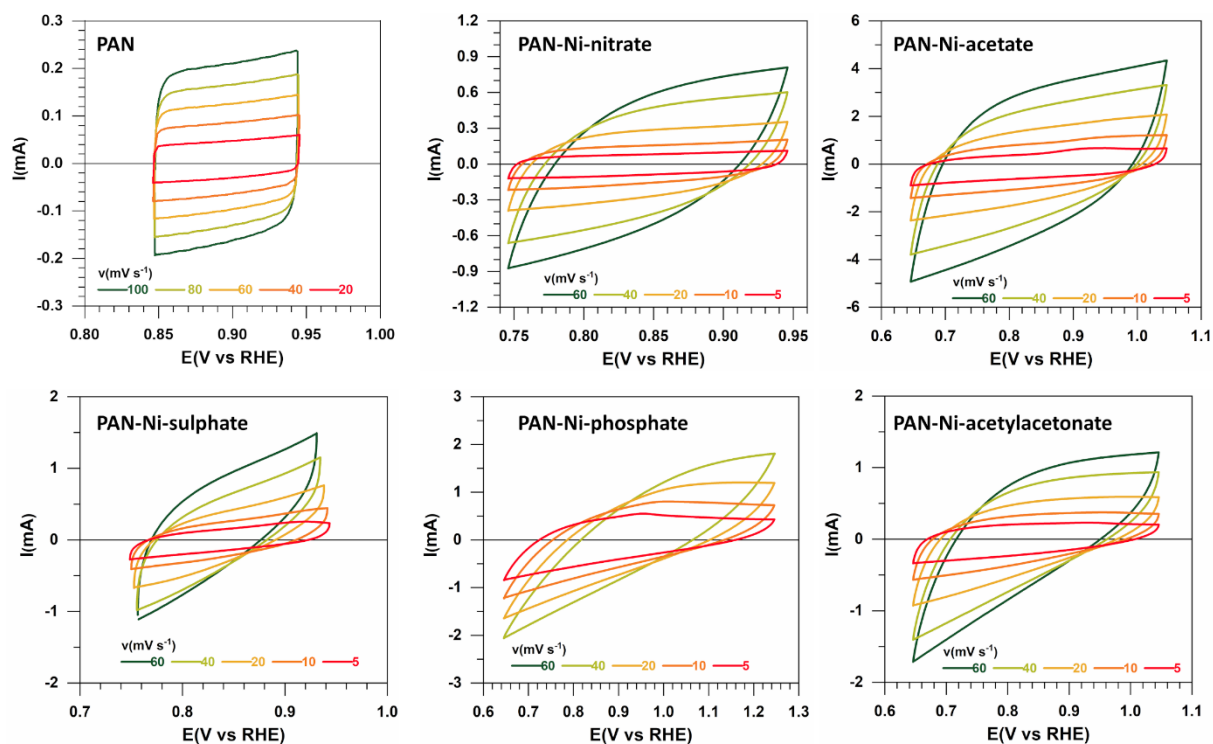 PAN
I(mA)
0.3
0.2
0.1
0.0
-0.1
-0.2
-0.3
v(mV s⁻¹)
100 80 60 40 20
0.80 0.85 0.90 0.95 1.00
E(V vs RHE)
PAN-Ni-nitrate
I(mA)
1.2
0.9
0.6
0.3
0.0
-0.3
-0.6
-0.9
-1.2
v(mV s⁻¹)
60 40 20 10 5
0.75 0.80 0.85 0.90 0.95
E(V vs RHE)
PAN-Ni-acetate
I(mA)
6
4
2
0
-2
-4
-6
v(mV s⁻¹)
60 40 20 10 5
0.6 0.7 0.8 0.9 1.0 1.1
E(V vs RHE)
PAN-Ni-sulphate
I(mA)
2
1
0
-1
-2
v(mV s⁻¹)
60 40 20 10 5
0.7 0.8 0.9 1.0
E(V vs RHE)
PAN-Ni-phosphate
I(mA)
3
2
1
0
-1
-2
-3
v(mV s⁻¹)
60 40 20 10 5
0.6 0.7 0.8 0.9 1.0 1.1 1.2 1.3
E(V vs RHE)
PAN-Ni-acetylacetonate
I(mA)
2
1
0
-1
-2
v(mV s⁻¹)
60 40 20 10 5
0.6 0.7 0.8 0.9 1.0 1.1
E(V vs RHE)